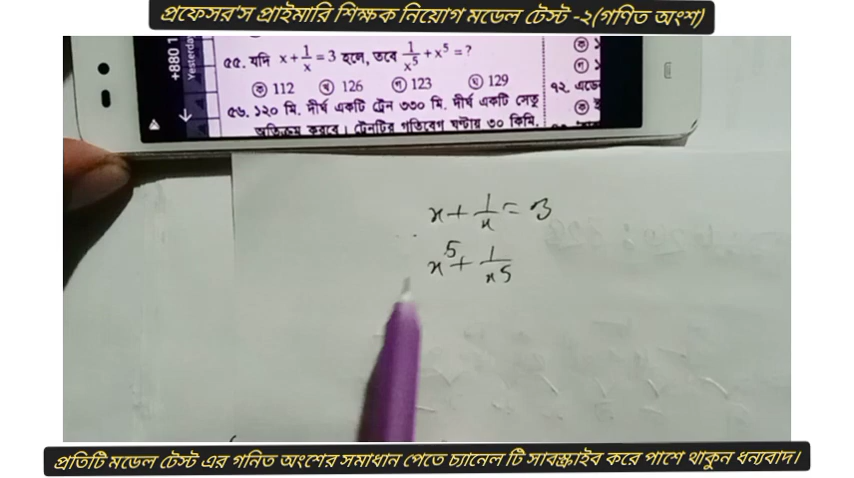 প্রফেসর'স প্রাইমারি শিক্ষক নিয়োগ মডেল টেস্ট -২(গণিত অংশ)
+880 1
Yesterday
৫৫. যদি x + 1/x = 3 হলে, তবে 1/x⁵ + x⁵ = ?
ক 112 খ 126 গ 123 ঘ 129
৫৬. ১২০ মি. দীর্ঘ একটি ট্রেন ৩৩০ মি. দীর্ঘ একটি সেতু
অতিক্রম করবে। ট্রেনটির গতিবেগ ঘণ্টায় ৩০ কিমি.
১২.
x + 1/x = 3
x⁵ + 1/x5
প্রতিটি মডেল টেস্ট এর গনিত অংশের সমাধান পেতে চ্যানেল টি সাবস্ক্রাইব করে পাশে থাকুন ধন্যবাদ।